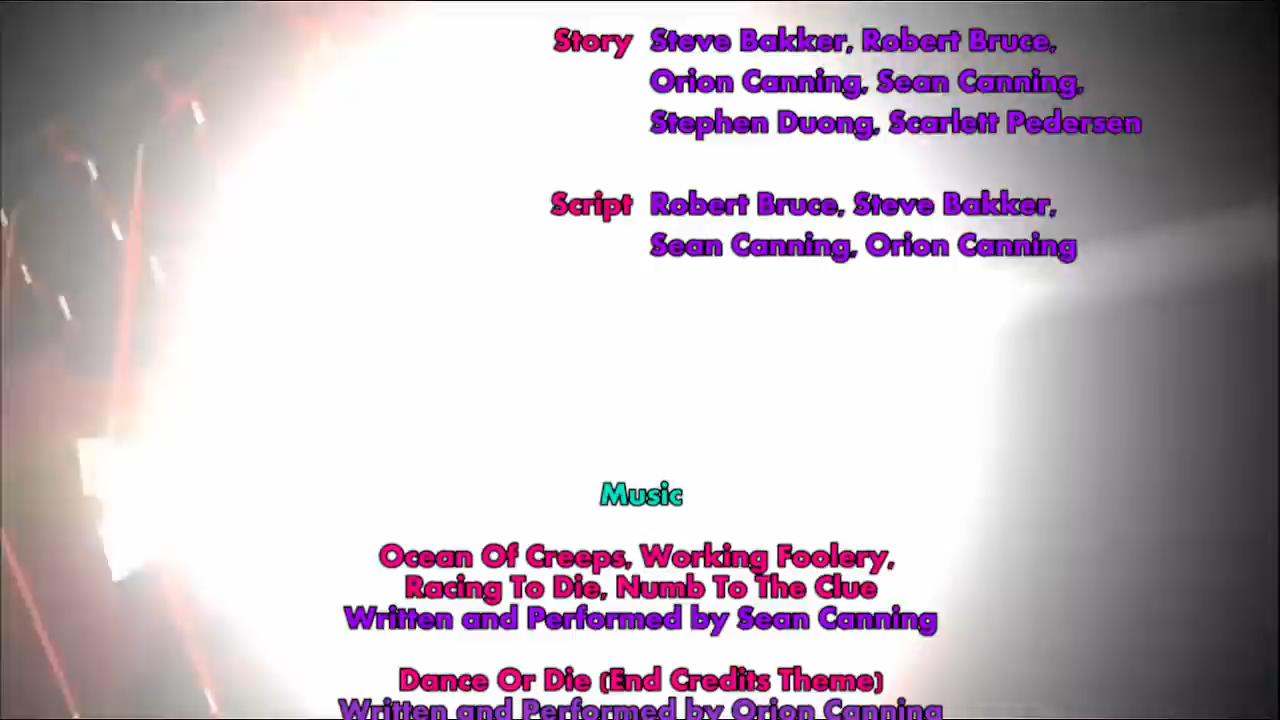 Story Steve Bakker, Robert Bruce,
Orion Canning, Sean Canning,
Stephen Duong, Scarlett Pedersen
Script Robert Bruce, Steve Bakker,
Sean Canning, Orion Canning
Music
Ocean Of Creeps, Working Foolery,
Racing To Die, Numb To The Clue
Written and Performed by Sean Canning
Dance Or Die (End Credits Theme)
Written and Performed by Orion Canning